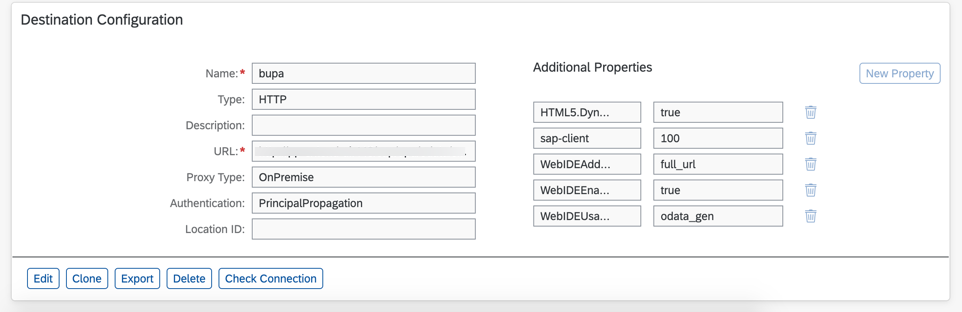 Destination Configuration
Name:* bupa
Type: HTTP
Description:
URL:*
Proxy Type: OnPremise
Authentication: PrincipalPropagation
Location ID:
Additional Properties
New Property
HTML5.Dyn... true
sap-client 100
WebIDEAdd... full_url
WebIDEEna... true
WebIDEUsa... odata_gen
Edit Clone Export Delete Check Connection